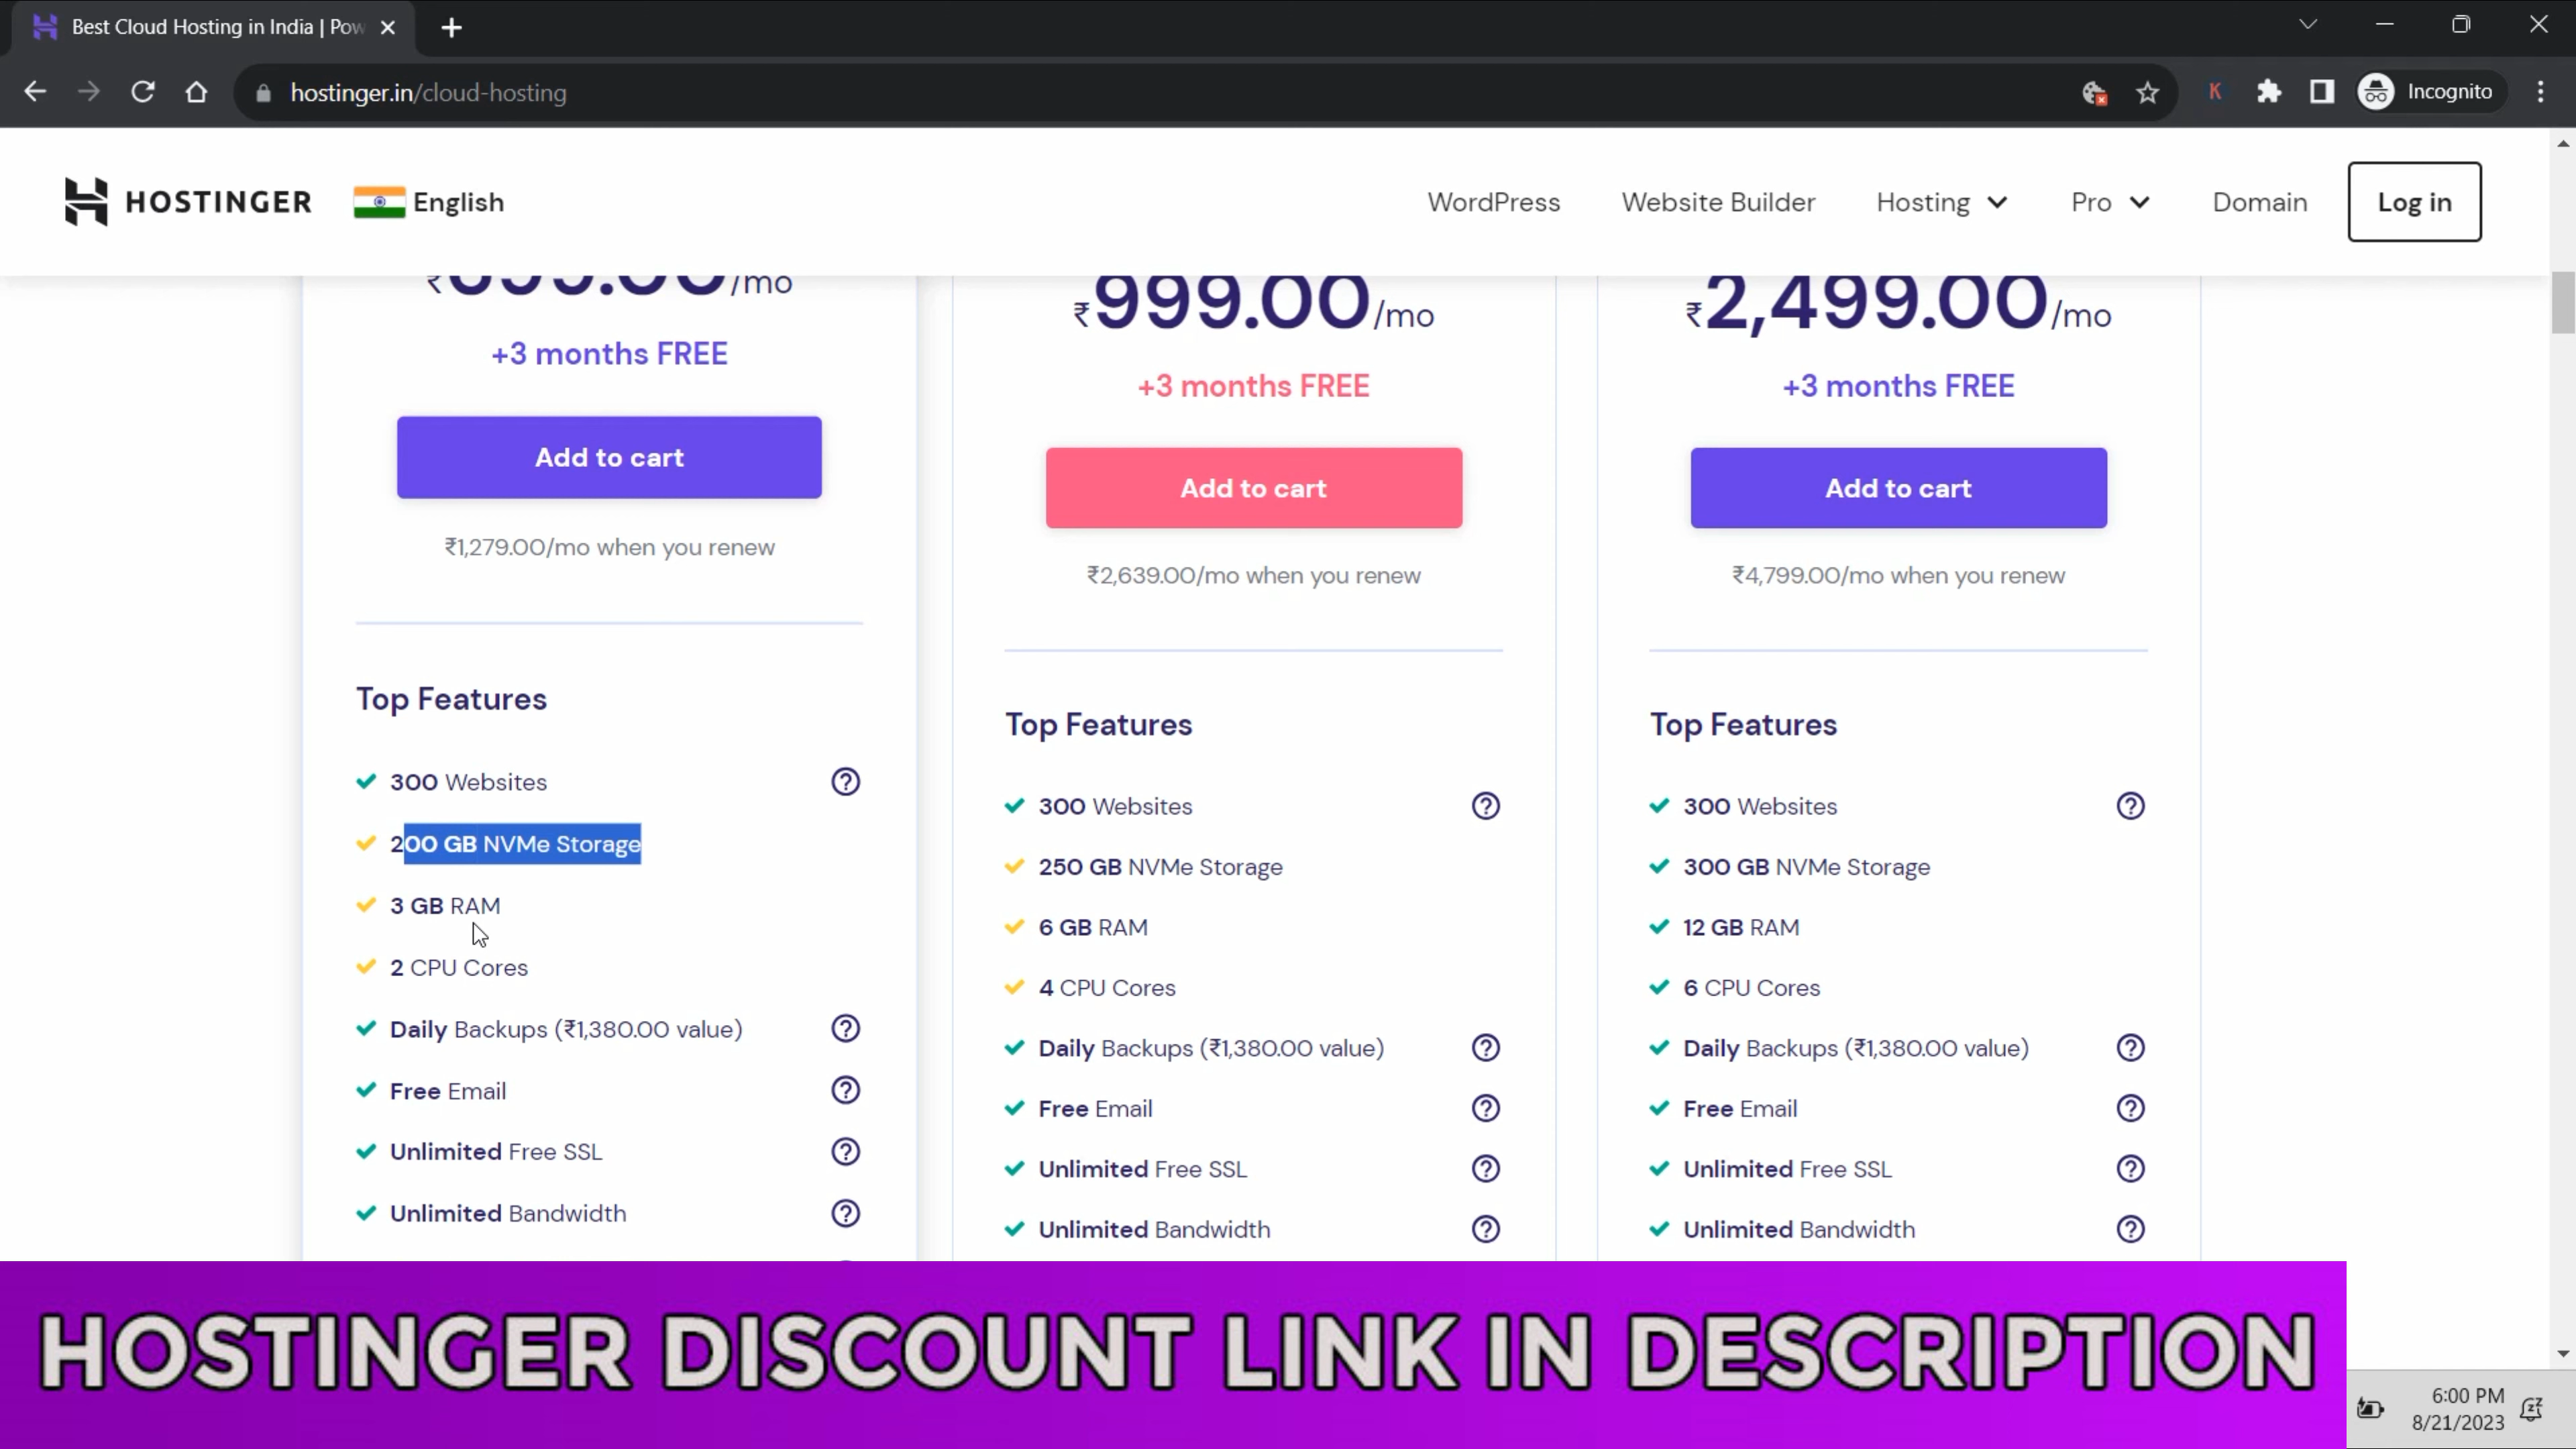 Best Cloud Hosting in India | Pow
hostinger.in/cloud-hosting
K
Incognito
HOSTINGER
English
WordPress
Website Builder
Hosting
Pro
Domain
Log in
/mo
+3 months FREE
Add to cart
₹1,279.00/mo when you renew
Top Features
300 Websites
200 GB NVMe Storage
3 GB RAM
2 CPU Cores
Daily Backups (₹1,380.00 value)
Free Email
Unlimited Free SSL
Unlimited Bandwidth
₹999.00/mo
+3 months FREE
Add to cart
₹2,639.00/mo when you renew
Top Features
300 Websites
250 GB NVMe Storage
6 GB RAM
4 CPU Cores
Daily Backups (₹1,380.00 value)
Free Email
Unlimited Free SSL
Unlimited Bandwidth
₹2,499.00/mo
+3 months FREE
Add to cart
₹4,799.00/mo when you renew
Top Features
300 Websites
300 GB NVMe Storage
12 GB RAM
6 CPU Cores
Daily Backups (₹1,380.00 value)
Free Email
Unlimited Free SSL
Unlimited Bandwidth
HOSTINGER DISCOUNT LINK IN DESCRIPTION
6:00 PM
8/21/2023